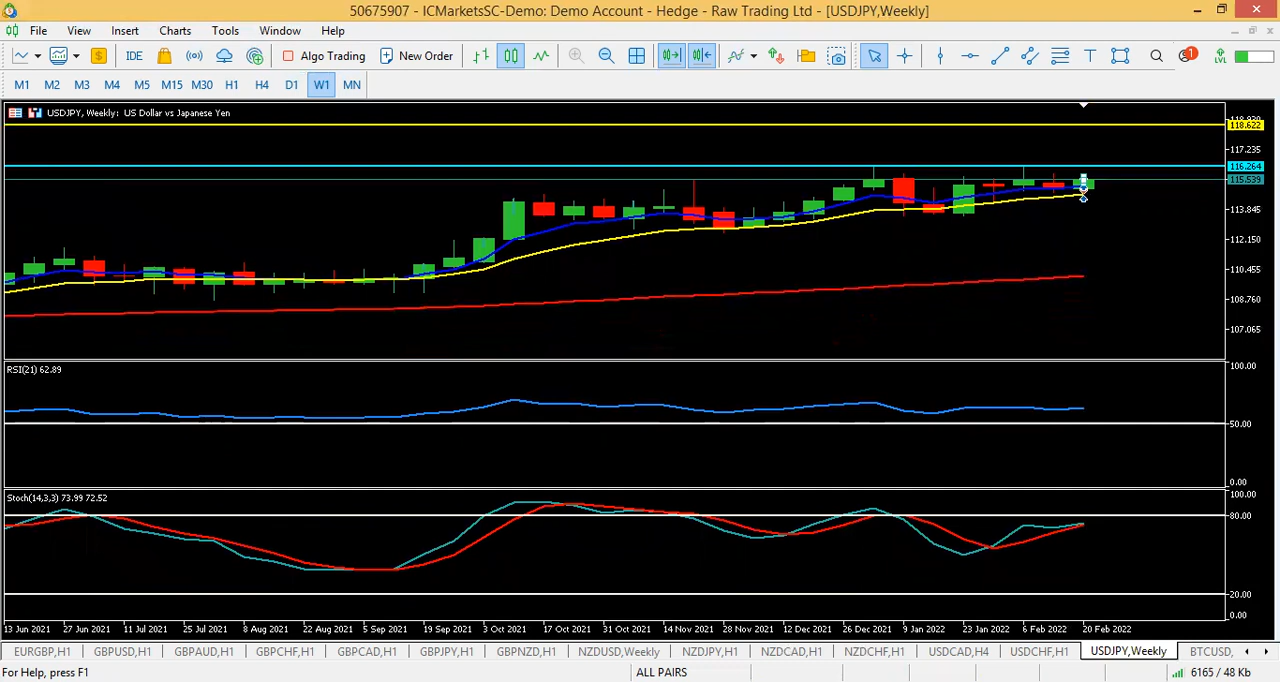 50675907 - ICMarketsSC-Demo: Demo Account - Hedge - Raw Trading Ltd - [USDJPY,Weekly]
File View Insert Charts Tools Window Help
IDE Algo Trading New Order 1 LVL
M1 M2 M3 M4 M5 M15 M30 H1 H4 D1 W1 MN
USDJPY, Weekly: US Dollar vs Japanese Yen
118.622
117.235
116.264
115.539
113.845
112.150
110.455
108.760
107.065
RSI(21) 62.89
100.00
50.00
0.00
Stoch(14,3,3) 73.99 72.52
100.00
80.00
20.00
0.00
13 Jun 2021 27 Jun 2021 11 Jul 2021 25 Jul 2021 8 Aug 2021 22 Aug 2021 5 Sep 2021 19 Sep 2021 3 Oct 2021 17 Oct 2021 31 Oct 2021 14 Nov 2021 28 Nov 2021 12 Dec 2021 26 Dec 2021 9 Jan 2022 23 Jan 2022 6 Feb 2022 20 Feb 2022
EURGBP,H1 GBPUSD,H1 GBPAUD,H1 GBPCHF,H1 GBPCAD,H1 GBPJPY,H1 GBPNZD,H1 NZDUSD,Weekly NZDJPY,H1 NZDCAD,H1 NZDCHF,H1 USDCAD,H4 USDCHF,H1 USDJPY,Weekly BTCUSD,
For Help, press F1 ALL PAIRS 6165 / 48 Kb